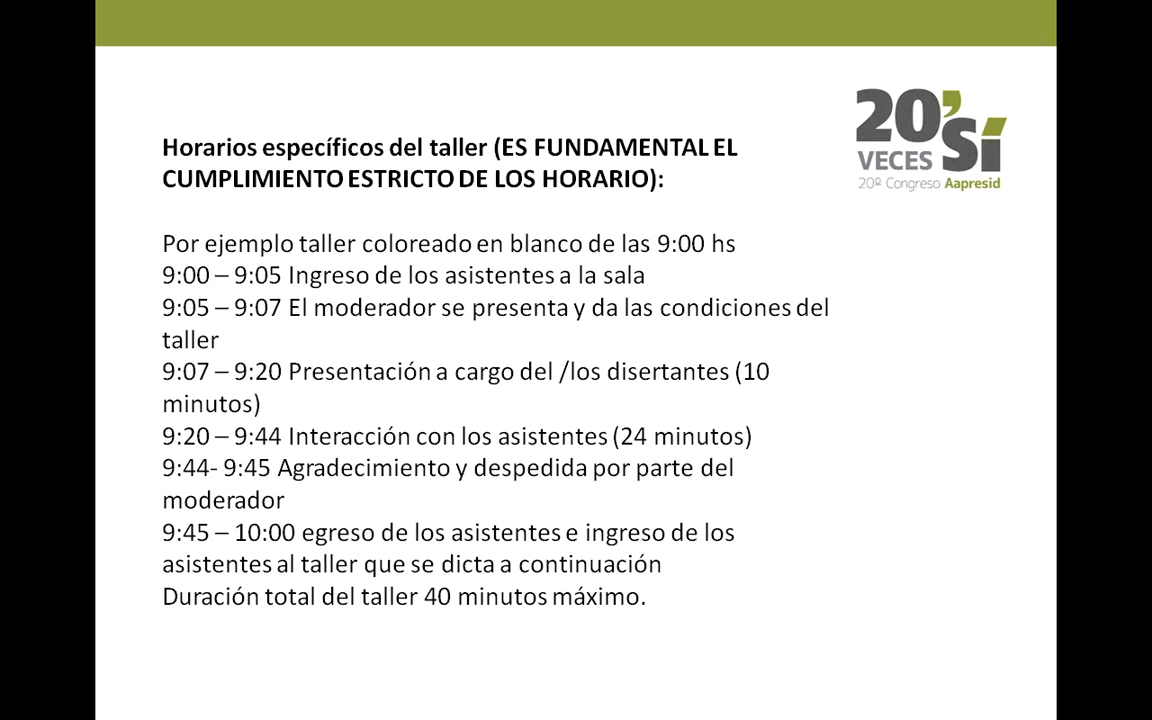 20' Sí
VECES
20º Congreso Aapresid
Horarios específicos del taller (ES FUNDAMENTAL EL
CUMPLIMIENTO ESTRICTO DE LOS HORARIO):
Por ejemplo taller coloreado en blanco de las 9:00 hs
9:00 – 9:05 Ingreso de los asistentes a la sala
9:05 – 9:07 El moderador se presenta y da las condiciones del
taller
9:07 – 9:20 Presentación a cargo del /los disertantes (10
minutos)
9:20 – 9:44 Interacción con los asistentes (24 minutos)
9:44- 9:45 Agradecimiento y despedida por parte del
moderador
9:45 – 10:00 egreso de los asistentes e ingreso de los
asistentes al taller que se dicta a continuación
Duración total del taller 40 minutos máximo.